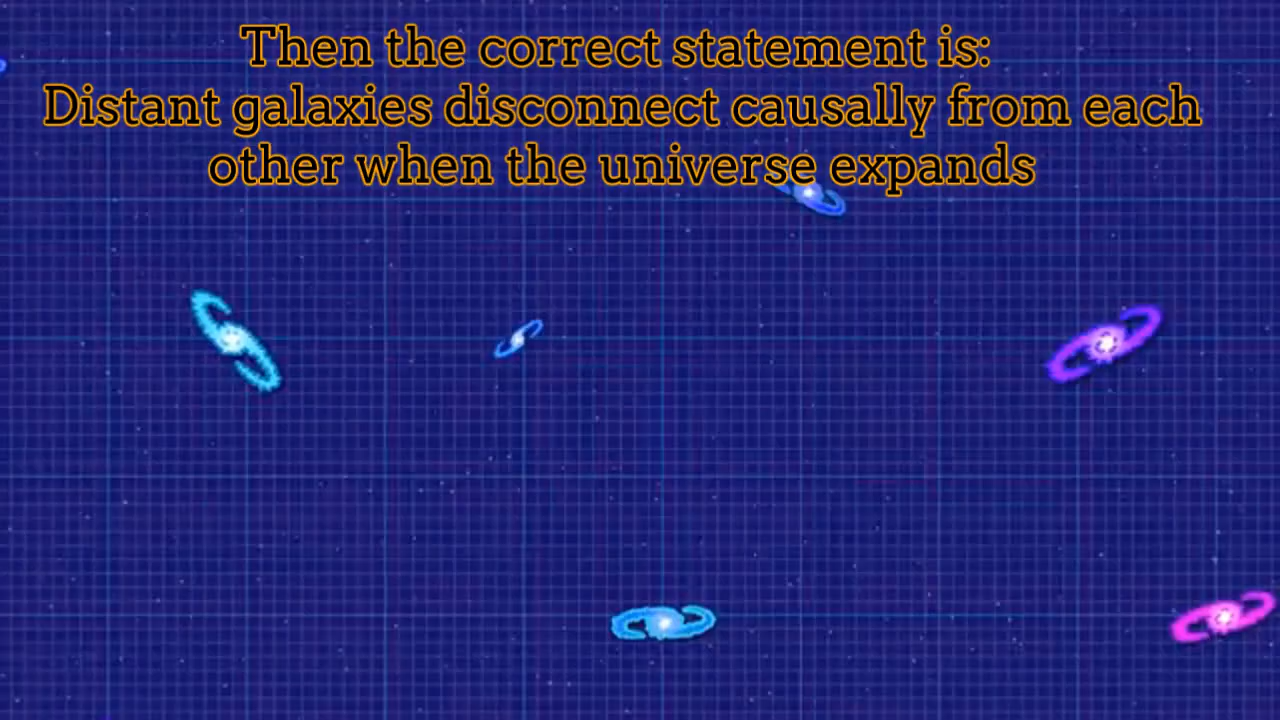 Then the correct statement is:
Distant galaxies disconnect causally from each
other when the universe expands